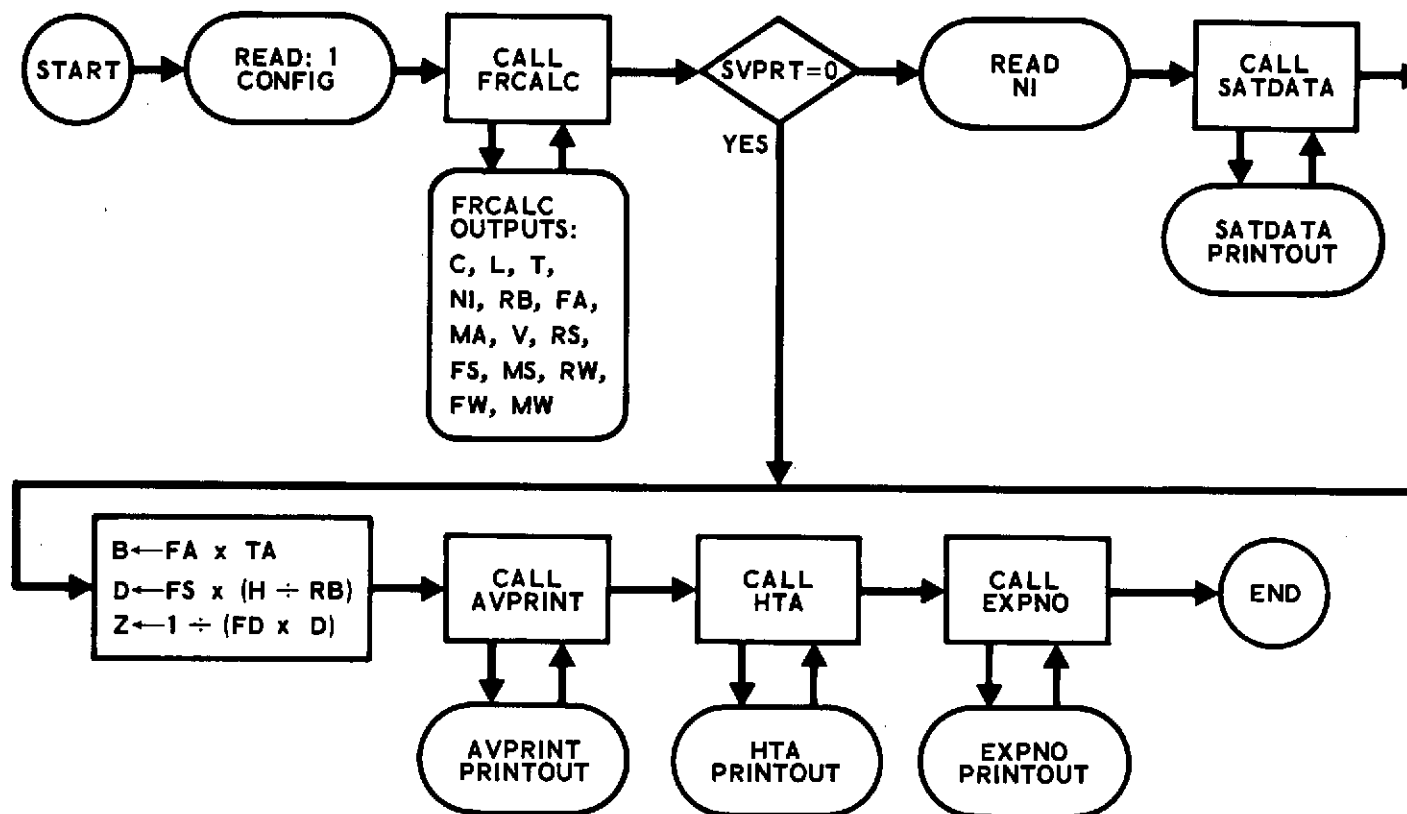 START
READ: 1
CONFIG
CALL
FRCALC
SVPRT=0
READ
NI
CALL
SATDATA
YES
FRCALC
OUTPUTS:
C, L, T,
NI, RB, FA,
MA, V, RS,
FS, MS, RW,
FW, MW
SATDATA
PRINTOUT
B←FA x TA
D←FS x (H ÷ RB)
Z←1 ÷ (FD x D)
CALL
AVPRINT
CALL
HTA
CALL
EXPNO
END
AVPRINT
PRINTOUT
HTA
PRINTOUT
EXPNO
PRINTOUT